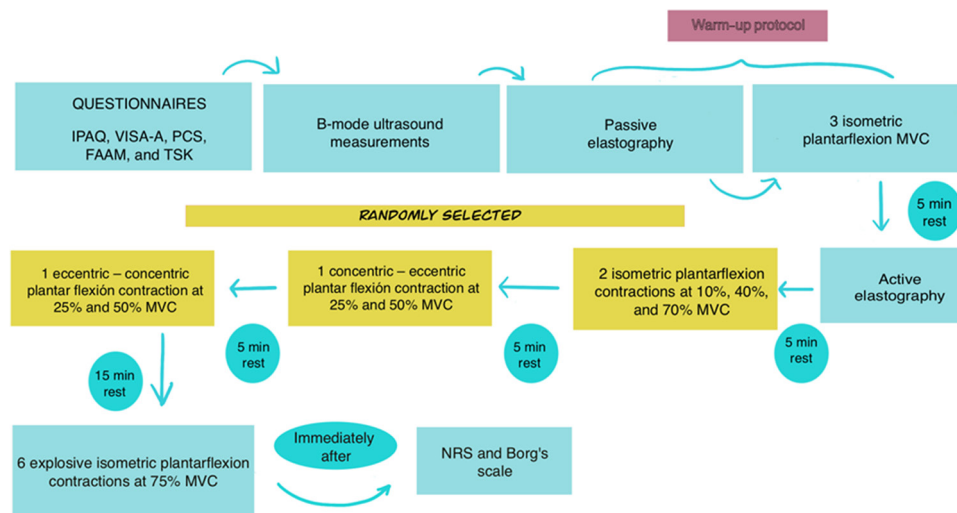 Warm-up protocol
QUESTIONNAIRES
IPAQ, VISA-A, PCS,
FAAM, and TSK
B-mode ultrasound
measurements
Passive
elastography
3 isometric
plantarflexion MVC
5 min
rest
RANDOMLY SELECTED
1 eccentric – concentric
plantar flexión contraction at
25% and 50% MVC
1 concentric – eccentric
plantar flexión contraction at
25% and 50% MVC
2 isometric plantarflexion
contractions at 10%, 40%,
and 70% MVC
Active
elastography
15 min
rest
5 min
rest
5 min
rest
5 min
rest
6 explosive isometric plantarflexion
contractions at 75% MVC
Immediately
after
NRS and Borg's
scale